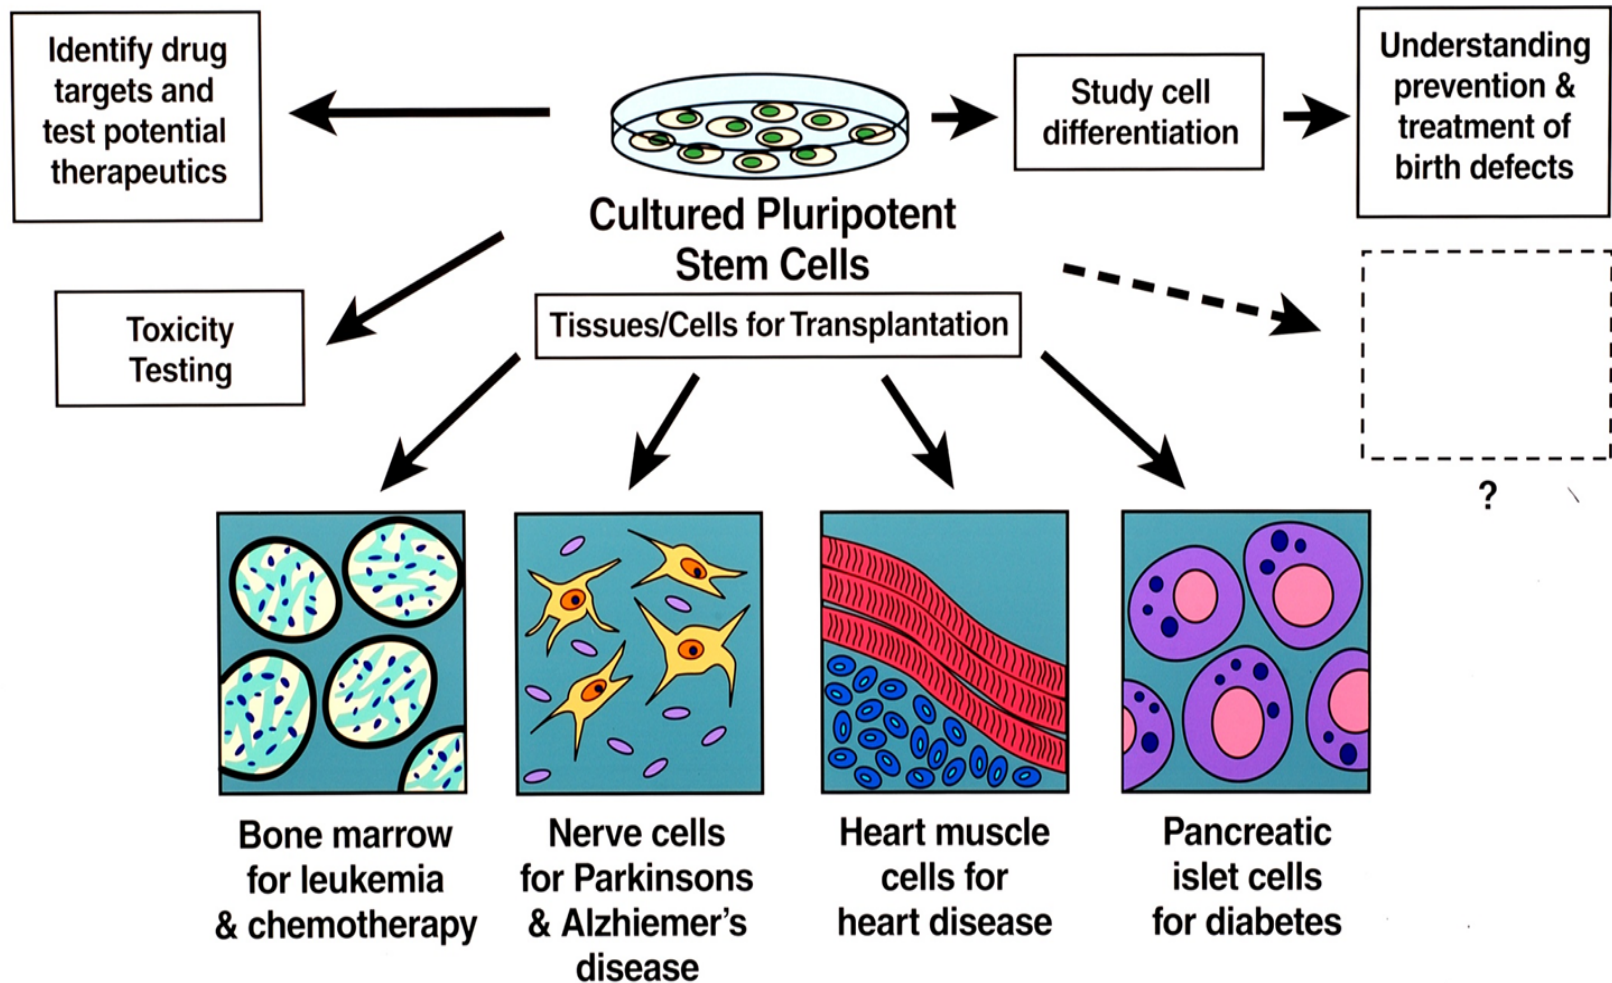 Identify drug
targets and
test potential
therapeutics
Cultured Pluripotent
Stem Cells
Study cell
differentiation
Understanding
prevention &
treatment of
birth defects
Toxicity
Testing
Tissues/Cells for Transplantation
?
Bone marrow
for leukemia
& chemotherapy
Nerve cells
for Parkinsons
& Alzhiemer's
disease
Heart muscle
cells for
heart disease
Pancreatic
islet cells
for diabetes